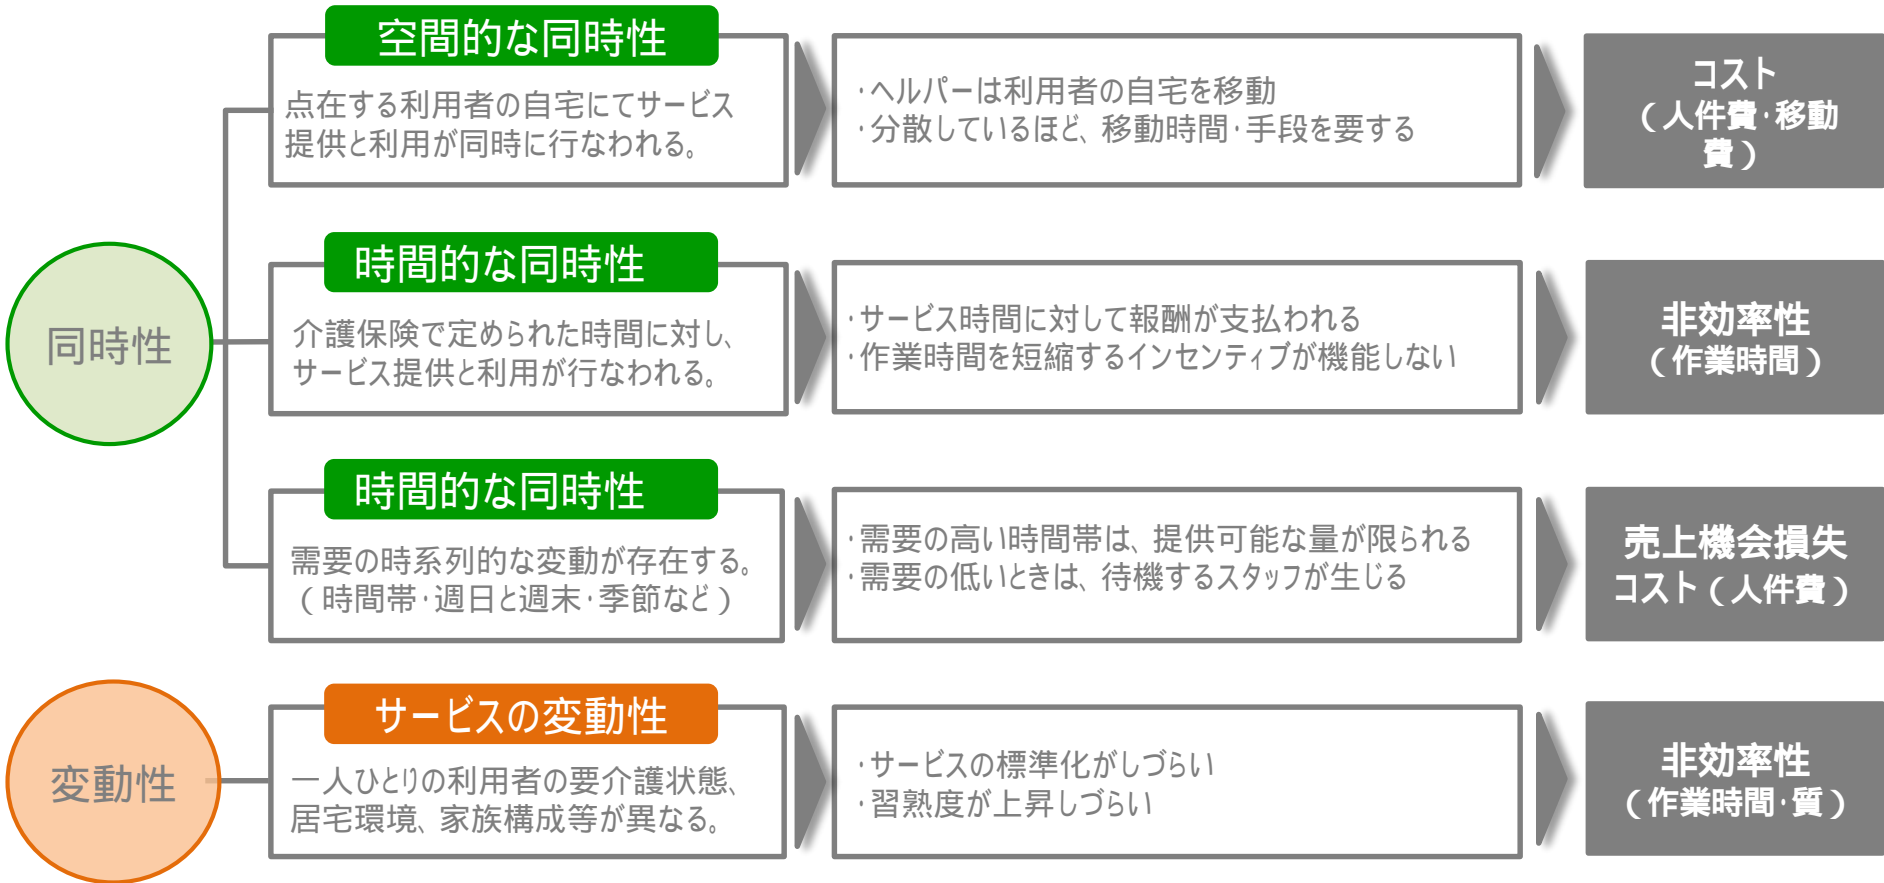 同時性
空間的な同時性
点在する利用者の自宅にてサービス
提供と利用が同時に行なわれる。
・ヘルパーは利用者の自宅を移動
・分散しているほど、移動時間・手段を要する
コスト
（人件費・移動
費）
時間的な同時性
介護保険で定められた時間に対し、
サービス提供と利用が行なわれる。
・サービス時間に対して報酬が支払われる
・作業時間を短縮するインセンティブが機能しない
非効率性
（作業時間）
時間的な同時性
需要の時系列的な変動が存在する。
（時間帯・週日と週末・季節など）
・需要の高い時間帯は、提供可能な量が限られる
・需要の低いときは、待機するスタッフが生じる
売上機会損失
コスト（人件費）
変動性
サービスの変動性
一人ひとりの利用者の要介護状態、
居宅環境、家族構成等が異なる。
・サービスの標準化がしづらい
・習熟度が上昇しづらい
非効率性
（作業時間・質）